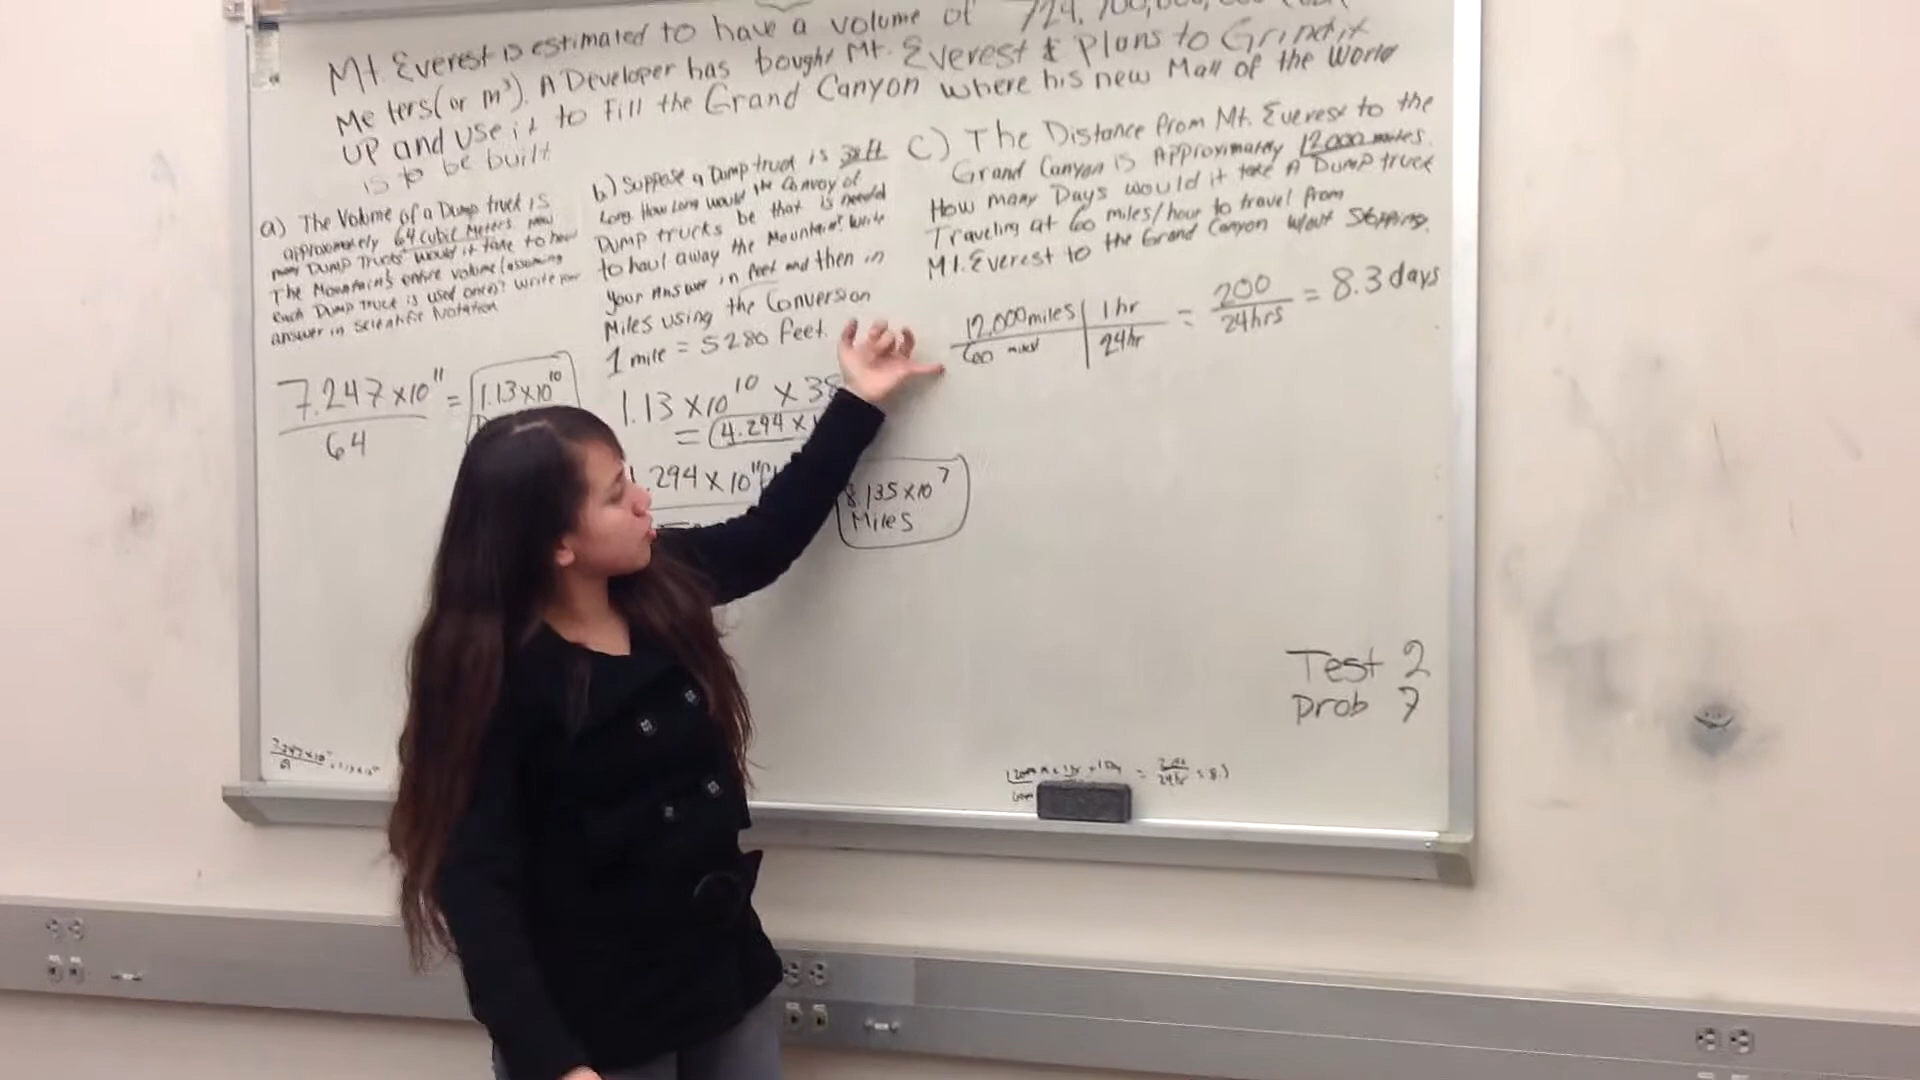 Mt. Everest is estimated to have a volume of 724,700,000,000
Meters (or m³). A Developer has bought Mt. Everest & Plans to Grind it
UP and Use it to Fill the Grand Canyon where his new Mall of the World
is to be built
a) The Volume of a Dump truck is
approximately 64 Cubic Meters. How
many Dump Trucks would it take to haul
The Mountain's entire volume (assuming
Each Dump Truck is used once)? Write your
answer in Scientific Notation
7.247 x 10¹¹ = 1.13 x 10¹⁰
64
b) Suppose a Dump truck is 38 ft
Long. How Long would the Convoy of
Dump trucks be that is needed
to haul away the Mountain? Write
your answer in feet and then in
Miles using the Conversion
1 mile = 5280 feet.
1.13 x 10¹⁰ x 38
= 4.294 x
.294 x 10¹¹
8.135 x 10⁷
Miles
C) The Distance from Mt. Everest to the
Grand Canyon is Approximately 12,000 miles.
How many Days would it take A Dump truck
Traveling at 60 miles/hour to travel from
Mt. Everest to the Grand Canyon w/out Stopping.
12,000 miles | 1 hr = 200 = 8.3 days
60 miles | 24 hr 24 hrs
Test 2
Prob 7